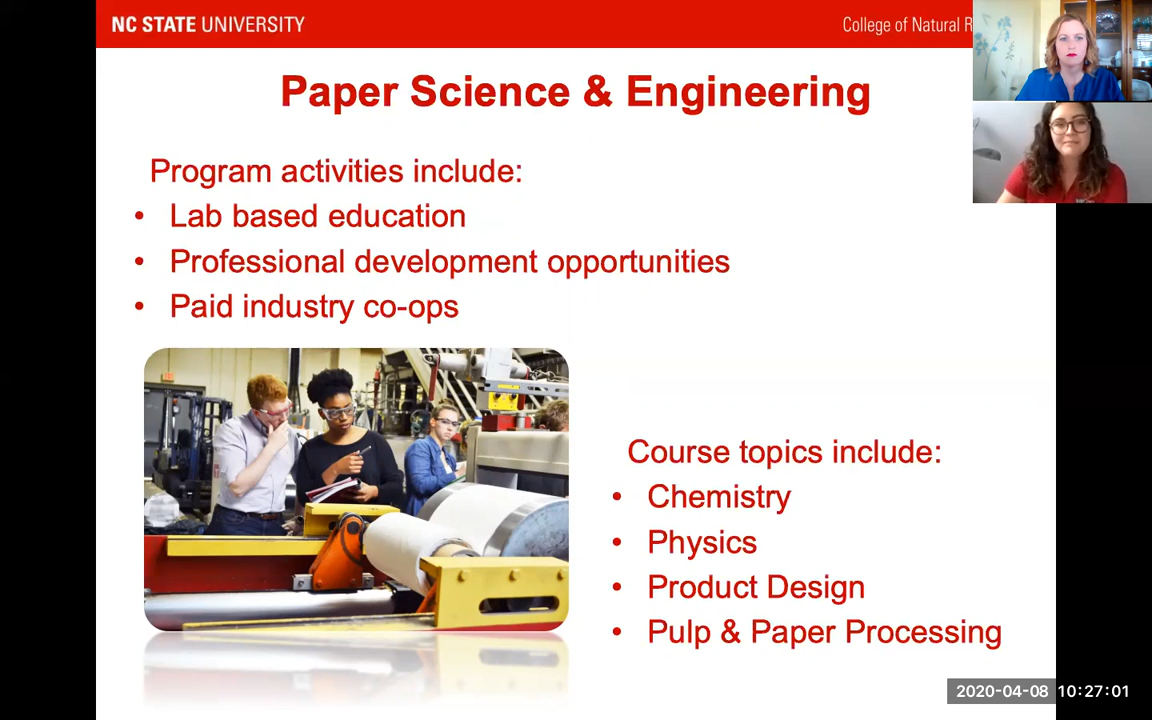 NC STATE UNIVERSITY
College of Natural R
Paper Science & Engineering
Program activities include:
• Lab based education
• Professional development opportunities
• Paid industry co-ops
Course topics include:
• Chemistry
• Physics
• Product Design
• Pulp & Paper Processing
2020-04-08 10:27:01